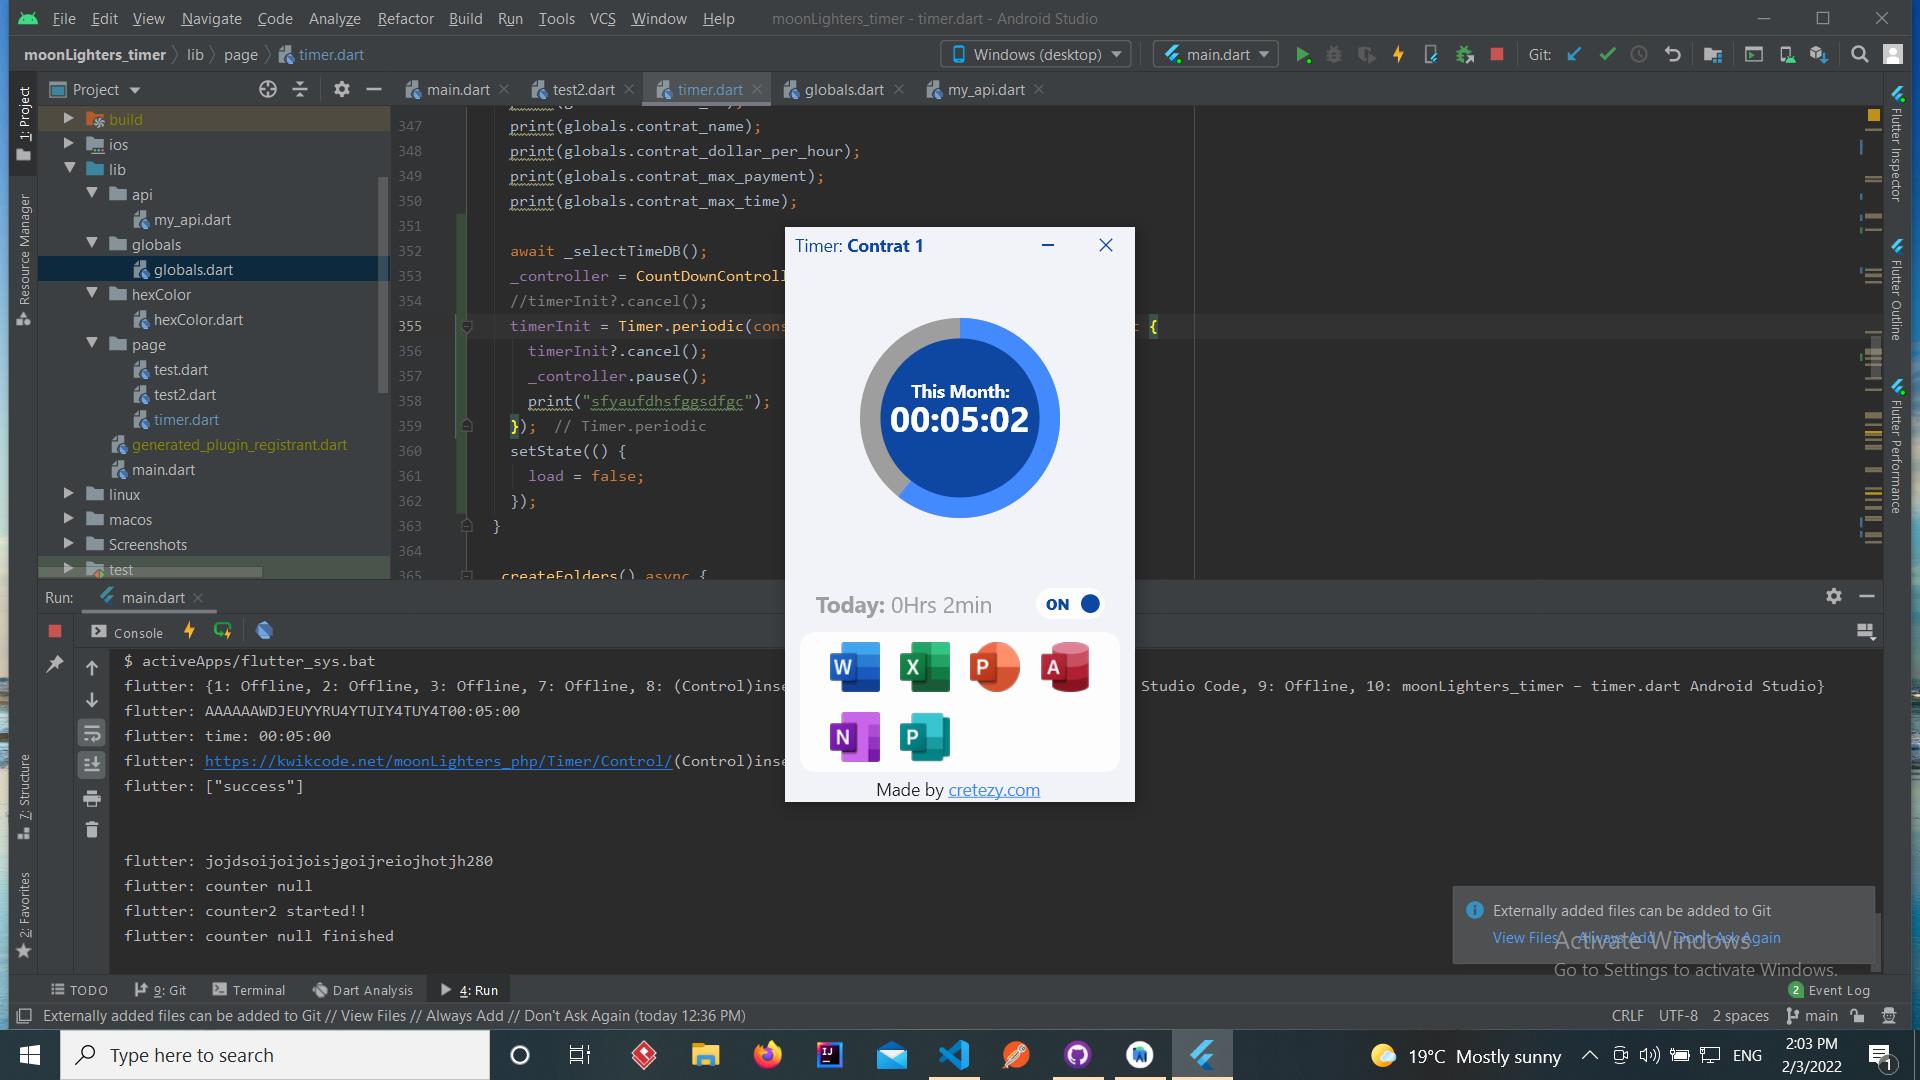 File Edit View Navigate Code Analyze Refactor Build Run Tools VCS Window Help moonLighters_timer - timer.dart - Android Studio
moonLighters_timer lib page timer.dart Windows (desktop) main.dart Git:
Project main.dart test2.dart timer.dart globals.dart my_api.dart
1: Project
Resource Manager
7: Structure
2: Favorites
build
ios
lib
api
my_api.dart
globals
globals.dart
hexColor
hexColor.dart
page
test.dart
test2.dart
timer.dart
generated_plugin_registrant.dart
main.dart
linux
macos
Screenshots
test
347 print(globals.contrat_name);
348 print(globals.contrat_dollar_per_hour);
349 print(globals.contrat_max_payment);
350 print(globals.contrat_max_time);
351
352 await _selectTimeDB();
353 _controller = CountDownControll
354 //timerInit?.cancel();
355 timerInit = Timer.periodic(cons {
356 timerInit?.cancel();
357 _controller.pause();
358 print("sfyaufdhsfggsdfgc");
359 }); // Timer.periodic
360 setState(() {
361 load = false;
362 });
363 }
364
365 createFolders() async {
Flutter Inspector
Flutter Outline
Flutter Performance
Timer: Contrat 1
This Month:
00:05:02
Today: 0Hrs 2min ON
W X P A
N P
Made by cretezy.com
Run: main.dart
Console
$ activeApps/flutter_sys.bat
flutter: {1: Offline, 2: Offline, 3: Offline, 7: Offline, 8: (Control)inse Studio Code, 9: Offline, 10: moonLighters_timer – timer.dart Android Studio}
flutter: AAAAAAWDJEUYYRU4YTUIY4TUY4T00:05:00
flutter: time: 00:05:00
flutter: https://kwikcode.net/moonLighters_php/Timer/Control/(Control)inse
flutter: ["success"]
flutter: jojdsoijoijoisjgoijreiojhotjh280
flutter: counter null
flutter: counter2 started!!
flutter: counter null finished
Externally added files can be added to Git
View Files Always Add Don't Ask Again
Activate Windows
Go to Settings to activate Windows.
TODO 9: Git Terminal Dart Analysis 4: Run 2 Event Log
Externally added files can be added to Git // View Files // Always Add // Don't Ask Again (today 12:36 PM) CRLF UTF-8 2 spaces main
Type here to search 19°C Mostly sunny ENG 2:03 PM
2/3/2022 1